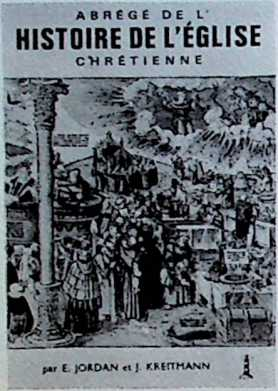 ABRÉGÉ DE L'
HISTOIRE DE L'ÉGLISE
CHRÉTIENNE
par E. JORDAN et J. KREITMANN